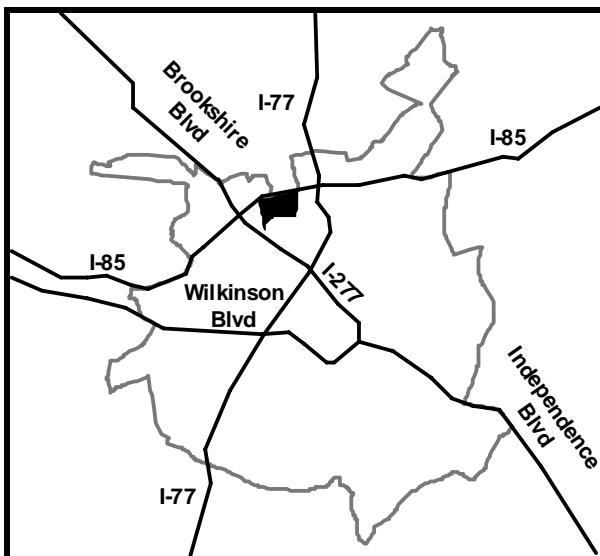 Brookshire
Blvd
I-77
I-85
I-85
Wilkinson
Blvd
I-277
Independence
Blvd
I-77